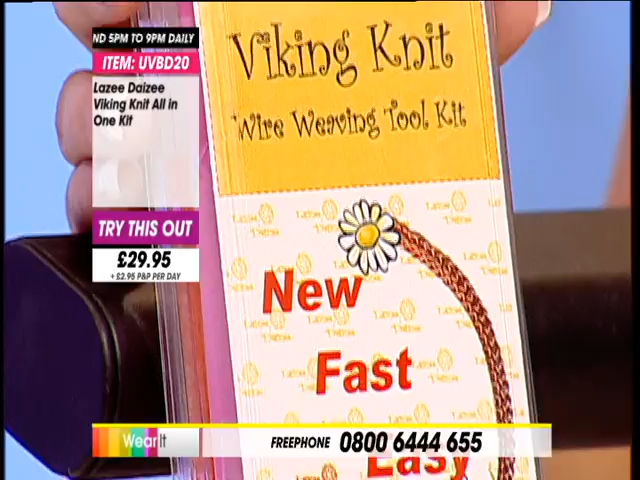 ND 5PM TO 9PM DAILY
ITEM: UVBD20
Lazee Daizee
Viking Knit All in
One Kit
TRY THIS OUT
£29.95
+ £2.95 P&P PER DAY
Viking Knit
Wire Weaving Tool Kit
New
Fast
Easy
Wear It
FREEPHONE 0800 6444 655